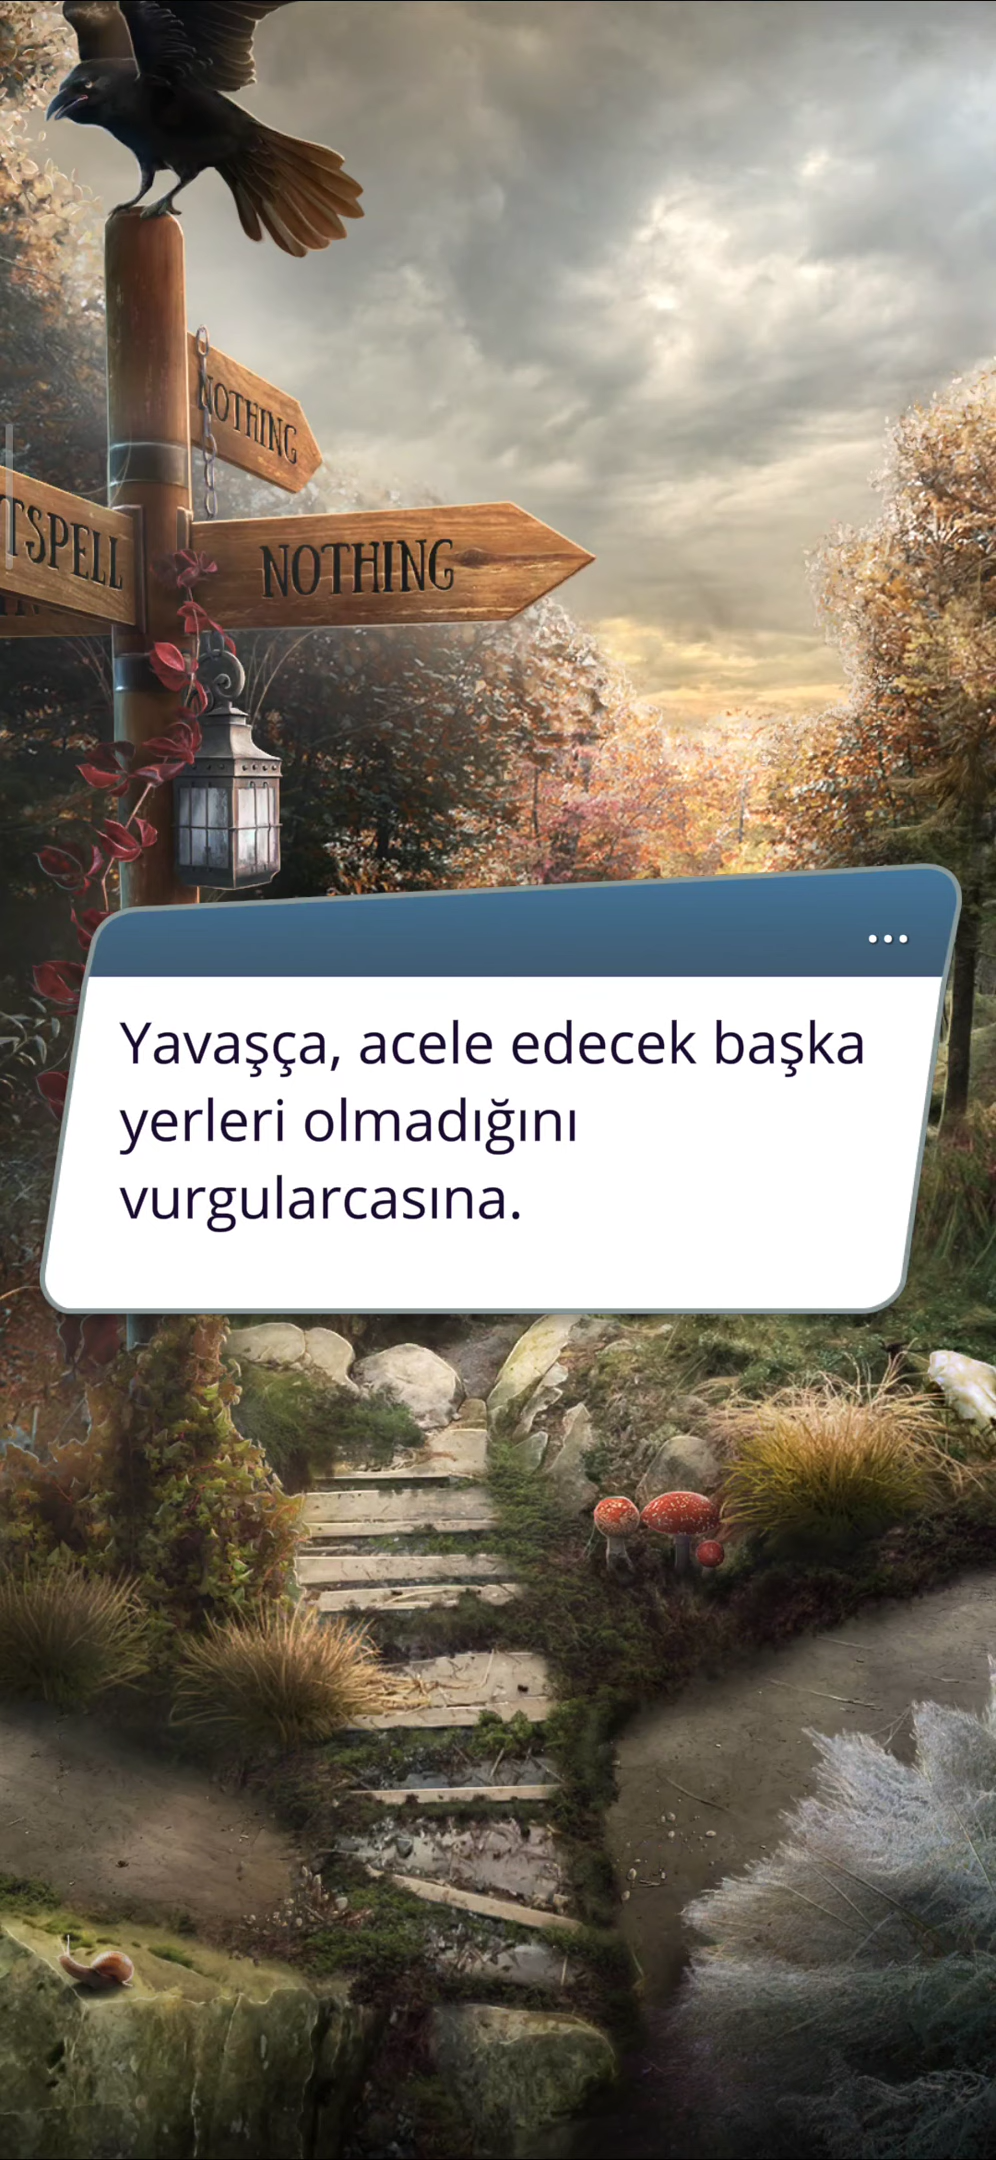 NOTHING
NOTHING
TSPELL
Yavaşça, acele edecek başka
yerleri olmadığını
vurgularcasına.